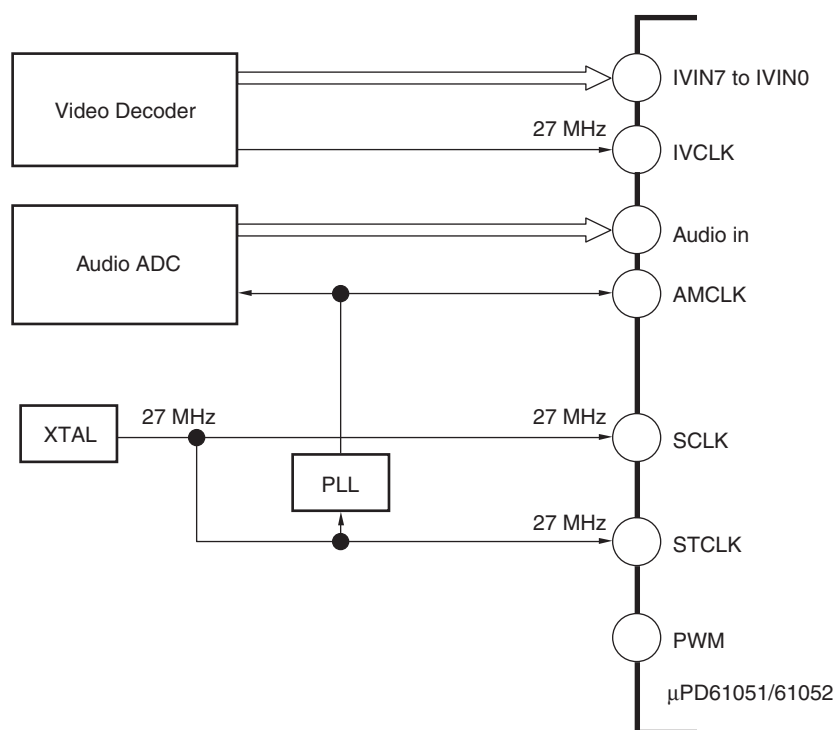 Video Decoder
IVIN7 to IVIN0
27 MHz
IVCLK
Audio ADC
Audio in
AMCLK
XTAL
27 MHz
27 MHz
SCLK
PLL
27 MHz
STCLK
PWM
μPD61051/61052